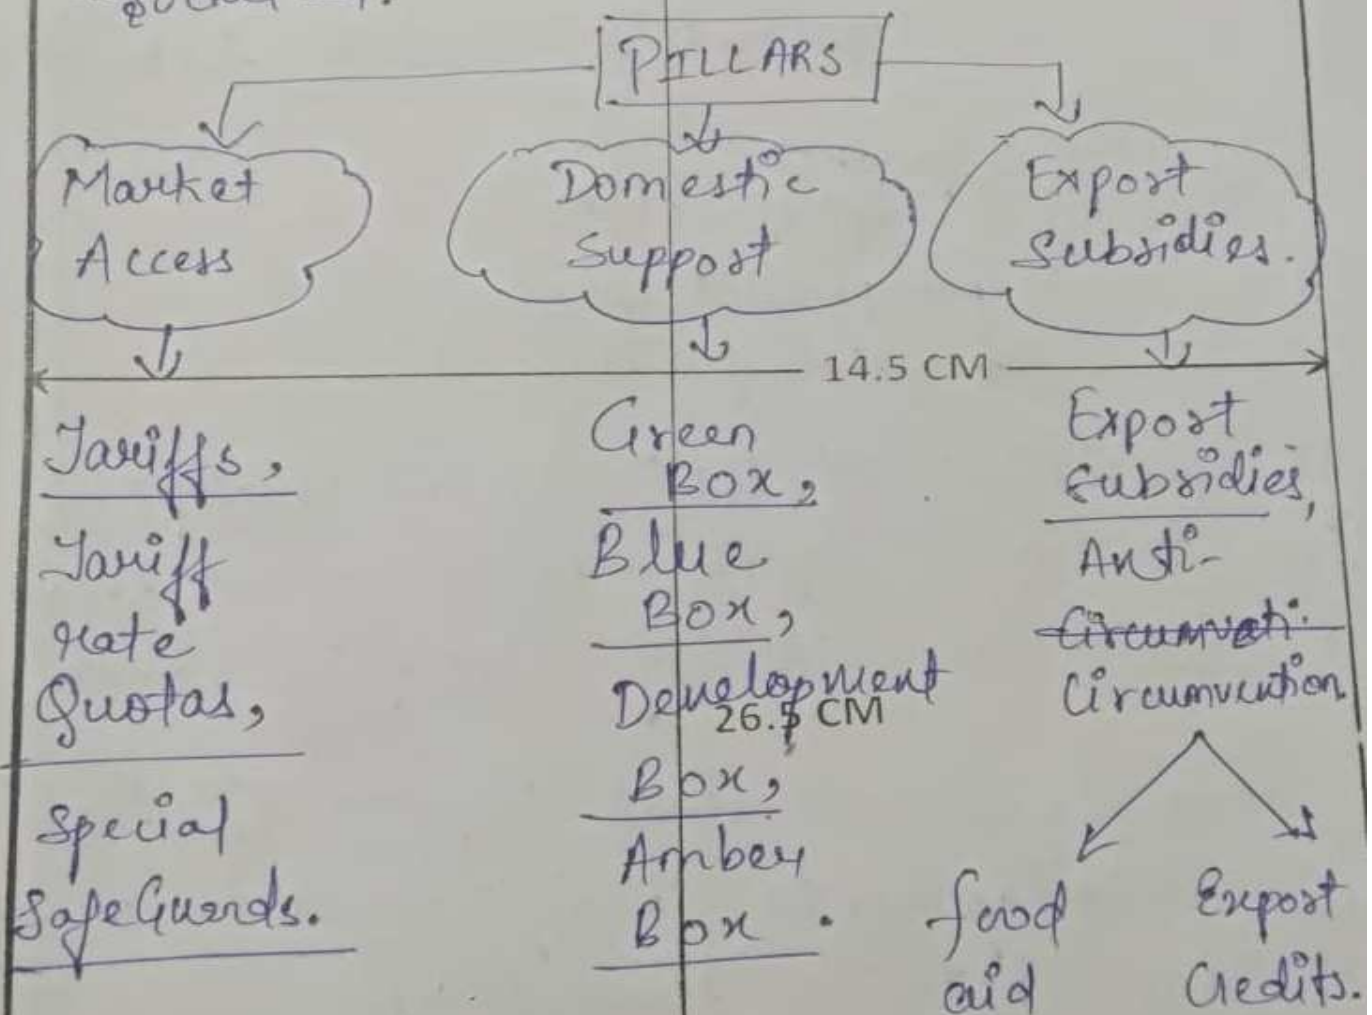 PILLARS
Market
Access
Domestic
Support
Export
Subsidies.
14.5 CM
Tariffs,
Tariff
rate
Quotas,
Special
SafeGuards.
Green
Box,
Blue
Box,
Development
26.5 CM
Box,
Amber
Box.
Export
Subsidies,
Anti-
Circumvention
food
aid
Export
Credits.